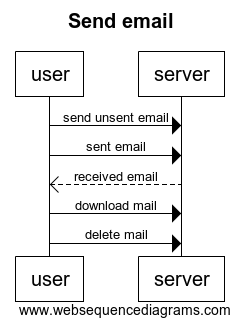 Send email
user server
send unsent email
sent email
received email
download mail
delete mail
user server
www.websequencediagrams.com